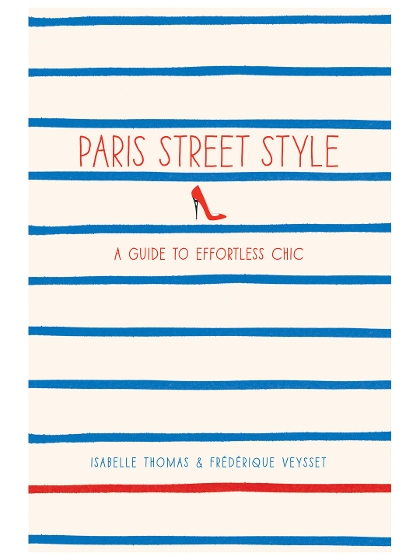 PARIS STREET STYLE
A GUIDE TO EFFORTLESS CHIC
ISABELLE THOMAS & FRÉDÉRIQUE VEYSSET